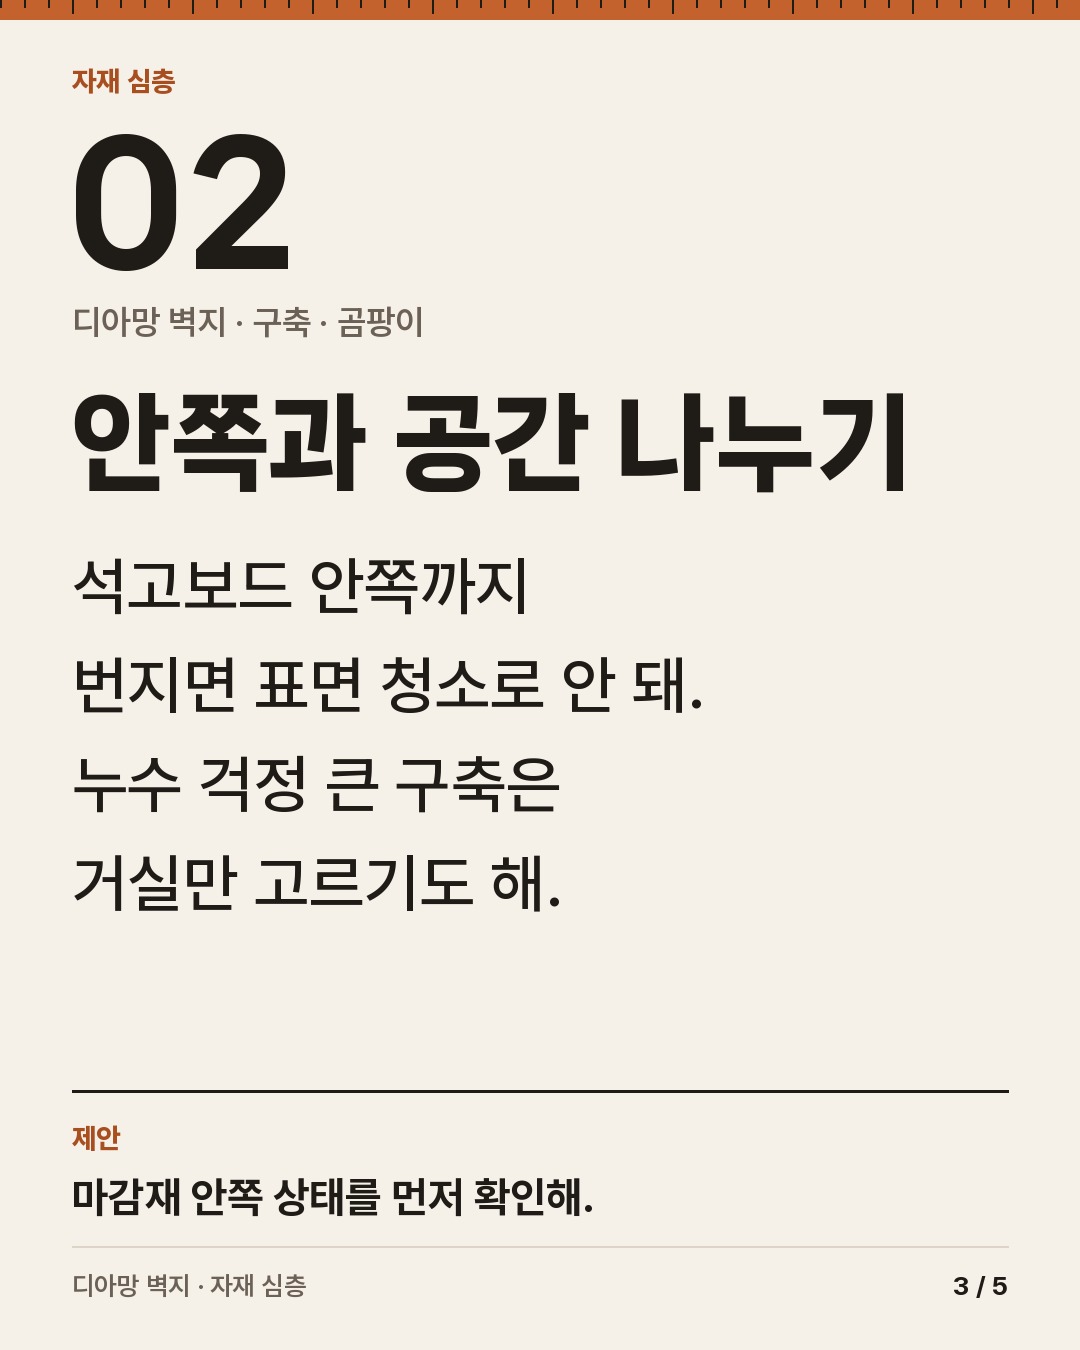 자재 심층
02
디아망 벽지 · 구축 · 곰팡이
안쪽과 공간 나누기
석고보드 안쪽까지
번지면 표면 청소로 안 돼.
누수 걱정 큰 구축은
거실만 고르기도 해.
제안
마감재 안쪽 상태를 먼저 확인해.
디아망 벽지 · 자재 심층
3 / 5